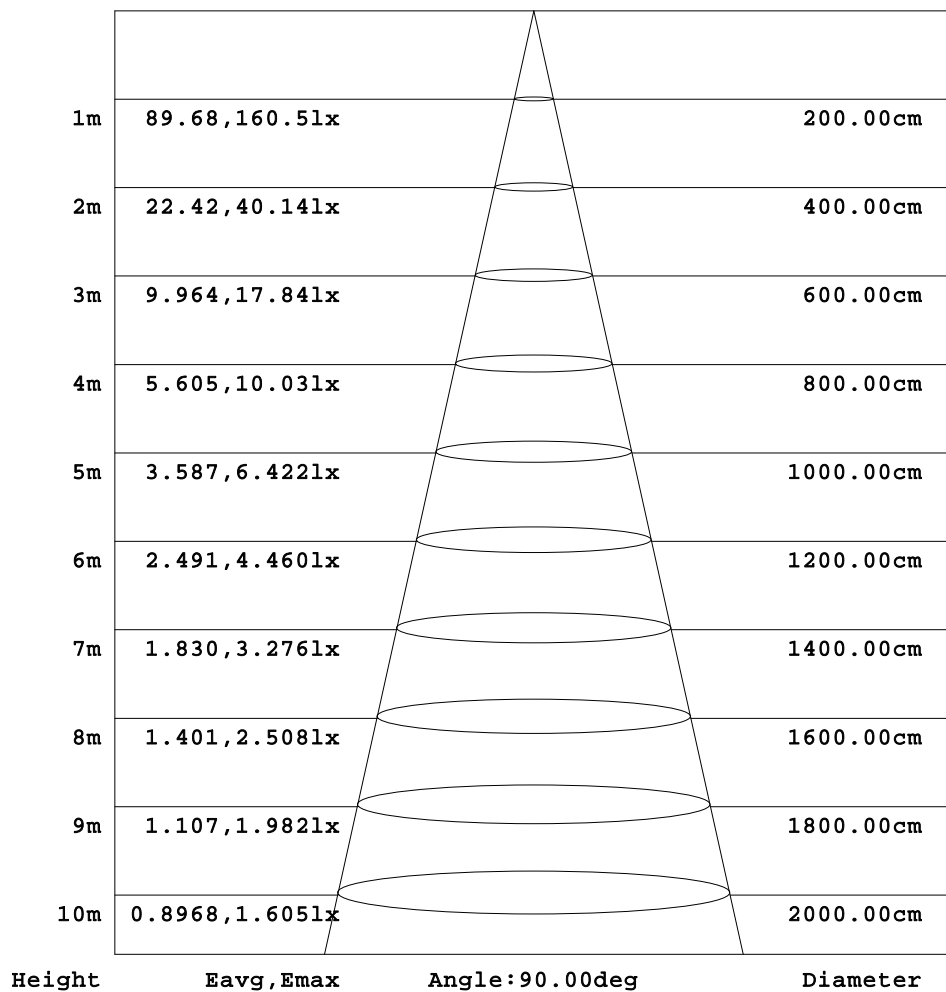 1m 89.68,160.5lx 200.00cm
2m 22.42,40.14lx 400.00cm
3m 9.964,17.84lx 600.00cm
4m 5.605,10.03lx 800.00cm
5m 3.587,6.422lx 1000.00cm
6m 2.491,4.460lx 1200.00cm
7m 1.830,3.276lx 1400.00cm
8m 1.401,2.508lx 1600.00cm
9m 1.107,1.982lx 1800.00cm
10m 0.8968,1.605lx 2000.00cm
Height Eavg,Emax Angle:90.00deg Diameter